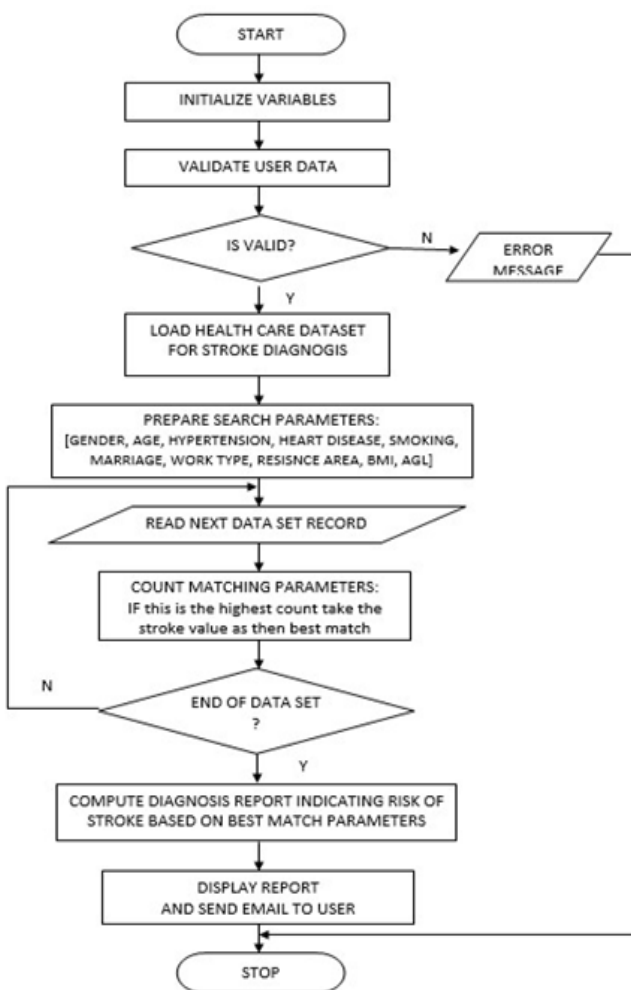 START
INITIALIZE VARIABLES
VALIDATE USER DATA
IS VALID?
N
ERROR
MESSAGE
Y
LOAD HEALTH CARE DATASET
FOR STROKE DIAGNOGIS
PREPARE SEARCH PARAMETERS:
[GENDER, AGE, HYPERTENSION, HEART DISEASE, SMOKING,
MARRIAGE, WORK TYPE, RESISNCE AREA, BMI, AGL]
READ NEXT DATA SET RECORD
COUNT MATCHING PARAMETERS:
IF this is the highest count take the
stroke value as then best match
N
END OF DATA SET
?
Y
COMPUTE DIAGNOSIS REPORT INDICATING RISK OF
STROKE BASED ON BEST MATCH PARAMETERS
DISPLAY REPORT
AND SEND EMAIL TO USER
STOP